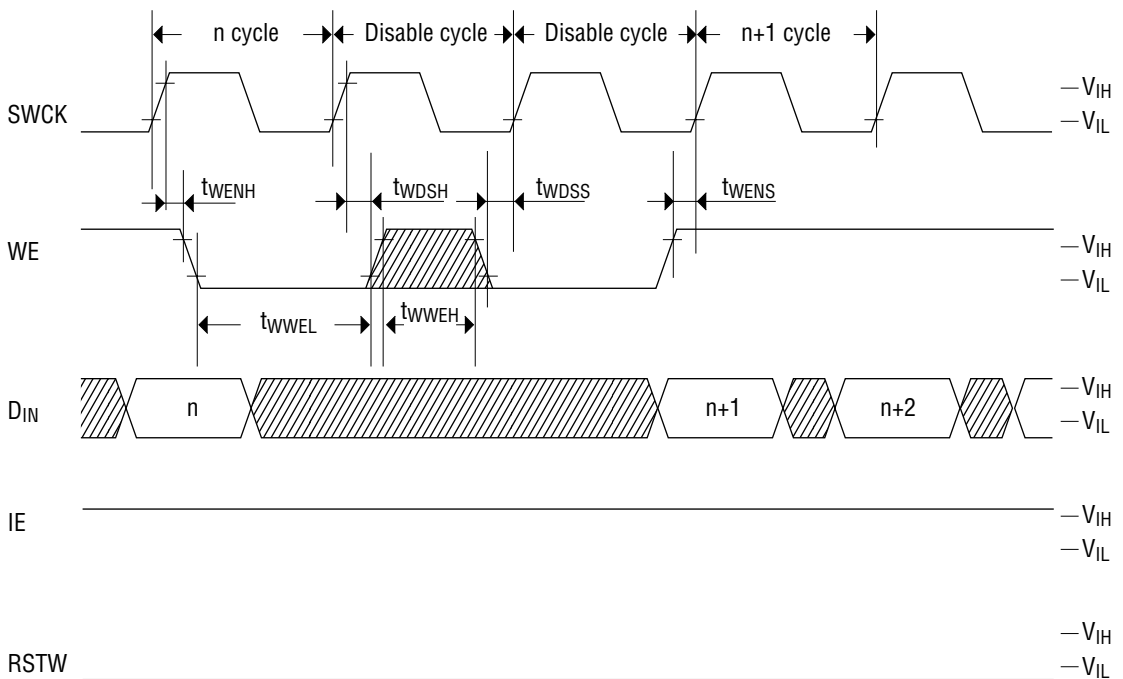 n cycle Disable cycle Disable cycle n+1 cycle
SWCK
—VIH
—VIL
tWENH tWDSH tWDSS tWENS
WE
—VIH
—VIL
tWWEL tWWEH
DIN n n+1 n+2
—VIH
—VIL
IE
—VIH
—VIL
RSTW
—VIH
—VIL